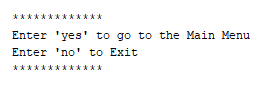 *************
Enter 'yes' to go to the Main Menu
Enter 'no' to Exit
*************